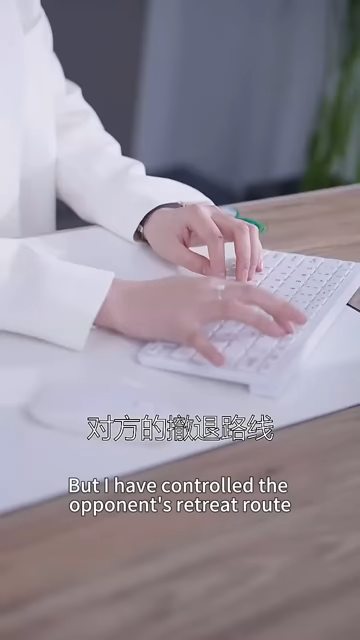 对方的撤退路线
But I have controlled the
opponent's retreat route